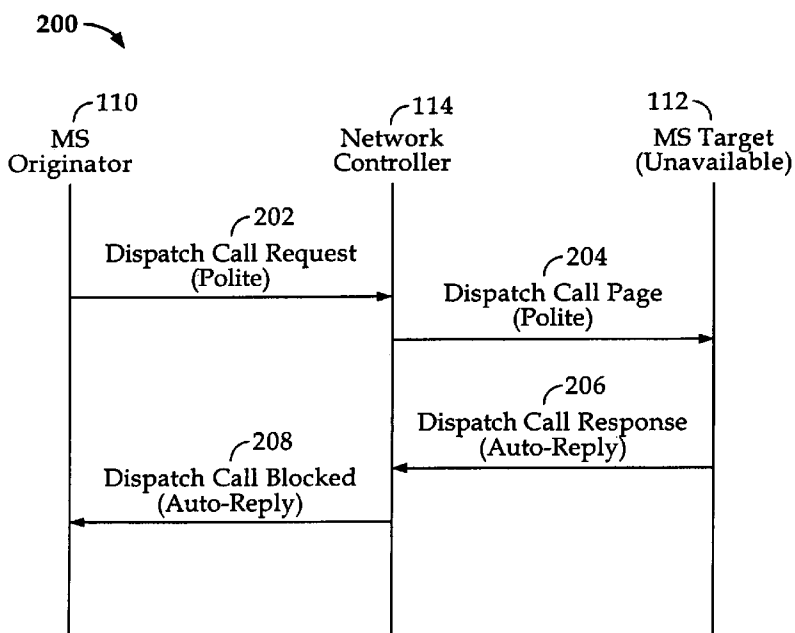 200
110
114
112
MS
Originator
Network
Controller
MS Target
(Unavailable)
202
Dispatch Call Request
(Polite)
204
Dispatch Call Page
(Polite)
206
Dispatch Call Response
(Auto-Reply)
208
Dispatch Call Blocked
(Auto-Reply)